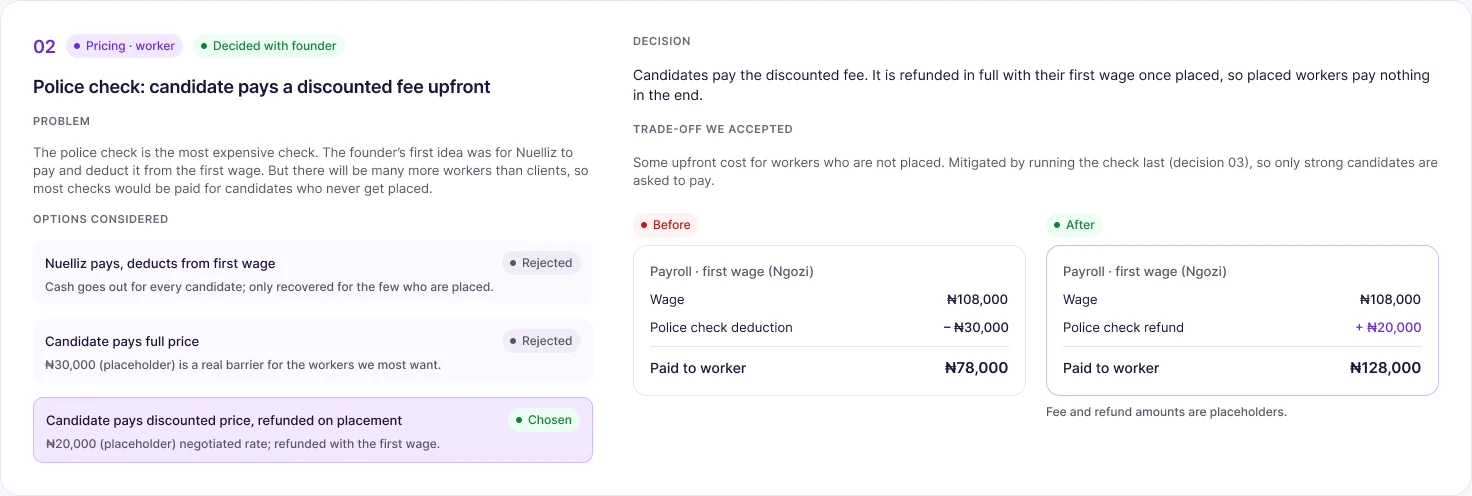 02 Pricing · worker Decided with founder
Police check: candidate pays a discounted fee upfront
PROBLEM
The police check is the most expensive check. The founder’s first idea was for Nuelliz to
pay and deduct it from the first wage. But there will be many more workers than clients, so
most checks would be paid for candidates who never get placed.
OPTIONS CONSIDERED
Nuelliz pays, deducts from first wage Rejected
Cash goes out for every candidate; only recovered for the few who are placed.
Candidate pays full price Rejected
₦30,000 (placeholder) is a real barrier for the workers we most want.
Candidate pays discounted price, refunded on placement Chosen
₦20,000 (placeholder) negotiated rate; refunded with the first wage.
DECISION
Candidates pay the discounted fee. It is refunded in full with their first wage once placed, so placed workers pay nothing
in the end.
TRADE-OFF WE ACCEPTED
Some upfront cost for workers who are not placed. Mitigated by running the check last (decision 03), so only strong candidates are
asked to pay.
Before
Payroll · first wage (Ngozi)
Wage ₦108,000
Police check deduction – ₦30,000
Paid to worker ₦78,000
After
Payroll · first wage (Ngozi)
Wage ₦108,000
Police check refund + ₦20,000
Paid to worker ₦128,000
Fee and refund amounts are placeholders.